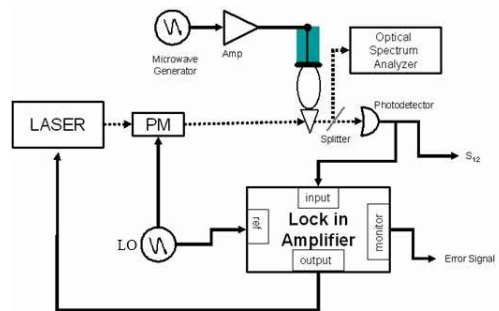 Microwave
Generator
Amp
Optical
Spectrum
Analyzer
Photodetector
LASER
PM
Splitter
S12
input
LO
ref
Lock in
Amplifier
monitor
output
Error Signal